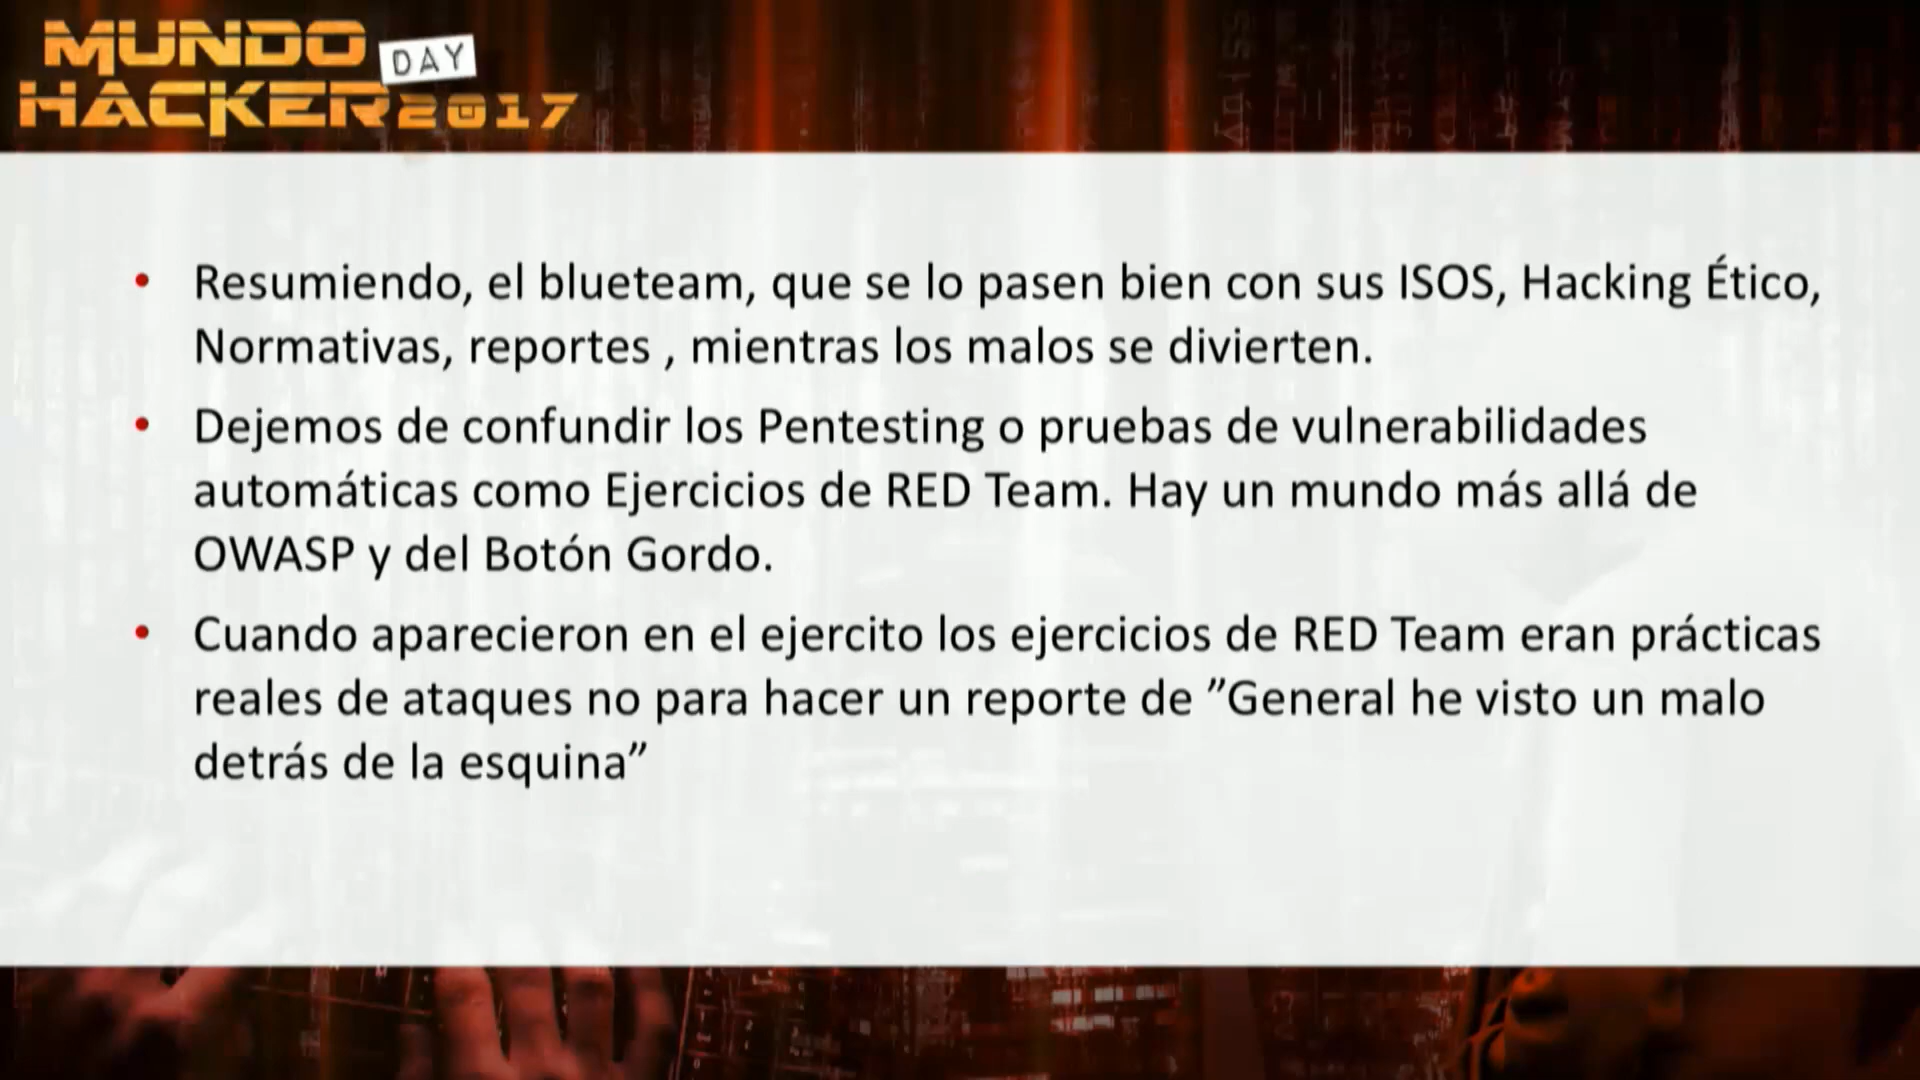 MUNDO DAY
HACKER 2017
• Resumiendo, el blueteam, que se lo pasen bien con sus ISOS, Hacking Ético,
Normativas, reportes , mientras los malos se divierten.
• Dejemos de confundir los Pentesting o pruebas de vulnerabilidades
automáticas como Ejercicios de RED Team. Hay un mundo más allá de
OWASP y del Botón Gordo.
• Cuando aparecieron en el ejercito los ejercicios de RED Team eran prácticas
reales de ataques no para hacer un reporte de ”General he visto un malo
detrás de la esquina”